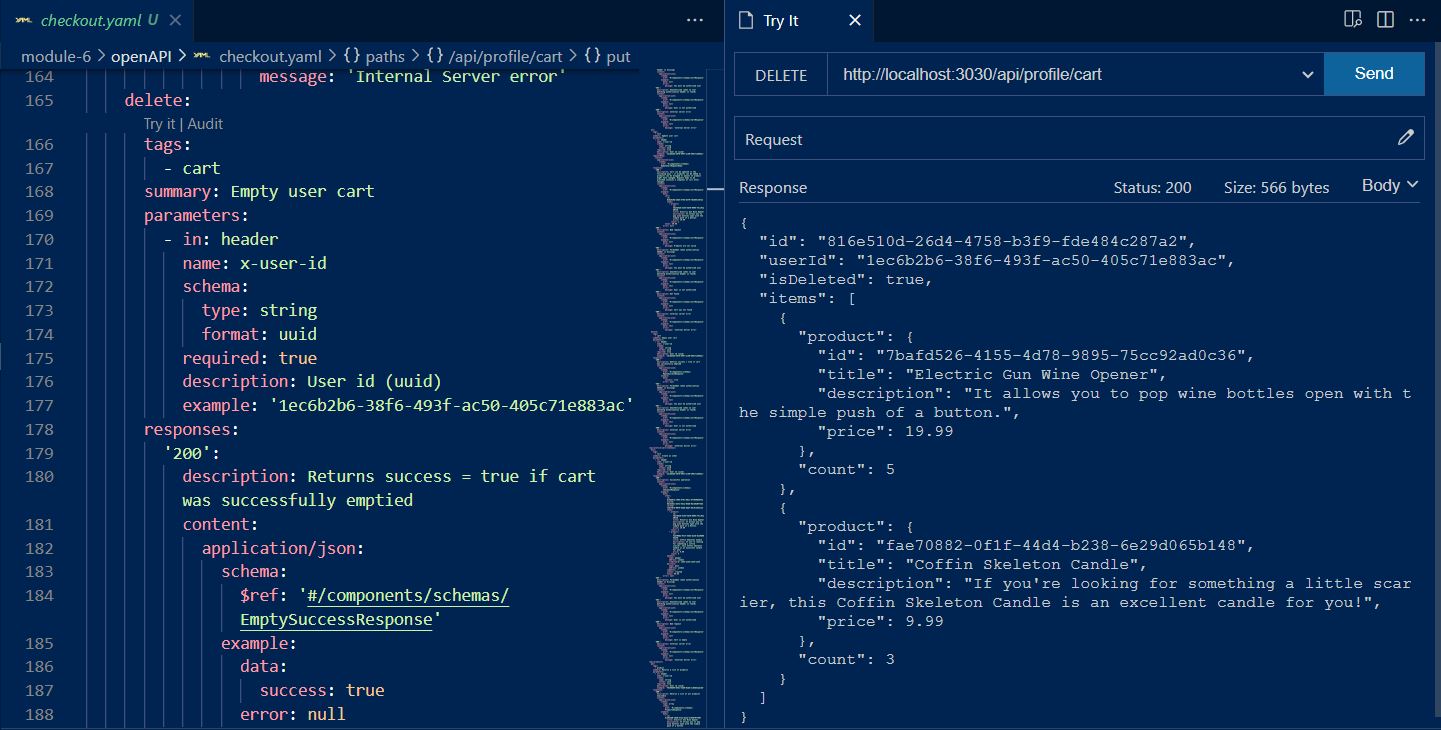 YAML checkout.yaml U
module-6 > openAPI > YAML checkout.yaml > {} paths > {} /api/profile/cart > {} put
164 message: 'Internal Server error'
165 delete:
Try it | Audit
166 tags:
167 - cart
168 summary: Empty user cart
169 parameters:
170 - in: header
171 name: x-user-id
172 schema:
173 type: string
174 format: uuid
175 required: true
176 description: User id (uuid)
177 example: '1ec6b2b6-38f6-493f-ac50-405c71e883ac'
178 responses:
179 '200':
180 description: Returns success = true if cart
was successfully emptied
181 content:
182 application/json:
183 schema:
184 $ref: '#/components/schemas/
EmptySuccessResponse'
185 example:
186 data:
187 success: true
188 error: null
Try It
DELETE http://localhost:3030/api/profile/cart Send
Request
Response Status: 200 Size: 566 bytes Body
{
"id": "816e510d-26d4-4758-b3f9-fde484c287a2",
"userId": "1ec6b2b6-38f6-493f-ac50-405c71e883ac",
"isDeleted": true,
"items": [
{
"product": {
"id": "7bafd526-4155-4d78-9895-75cc92ad0c36",
"title": "Electric Gun Wine Opener",
"description": "It allows you to pop wine bottles open with t
he simple push of a button.",
"price": 19.99
},
"count": 5
},
{
"product": {
"id": "fae70882-0f1f-44d4-b238-6e29d065b148",
"title": "Coffin Skeleton Candle",
"description": "If you're looking for something a little scar
ier, this Coffin Skeleton Candle is an excellent candle for you!",
"price": 9.99
},
"count": 3
}
]
}